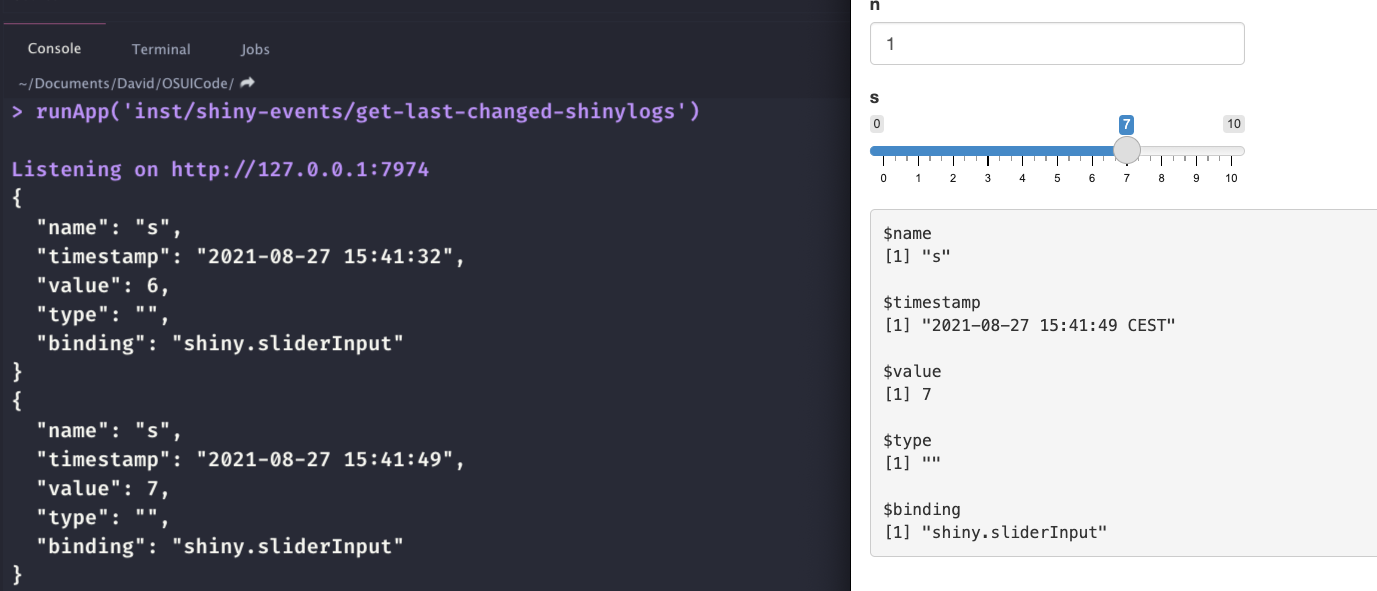 Console Terminal Jobs
~/Documents/David/OSUICode/
> runApp('inst/shiny-events/get-last-changed-shinylogs')
Listening on http://127.0.0.1:7974
{
"name": "s",
"timestamp": "2021-08-27 15:41:32",
"value": 6,
"type": "",
"binding": "shiny.sliderInput"
}
{
"name": "s",
"timestamp": "2021-08-27 15:41:49",
"value": 7,
"type": "",
"binding": "shiny.sliderInput"
}
n
1
s
0 7 10
0 1 2 3 4 5 6 7 8 9 10
$name
[1] "s"
$timestamp
[1] "2021-08-27 15:41:49 CEST"
$value
[1] 7
$type
[1] ""
$binding
[1] "shiny.sliderInput"